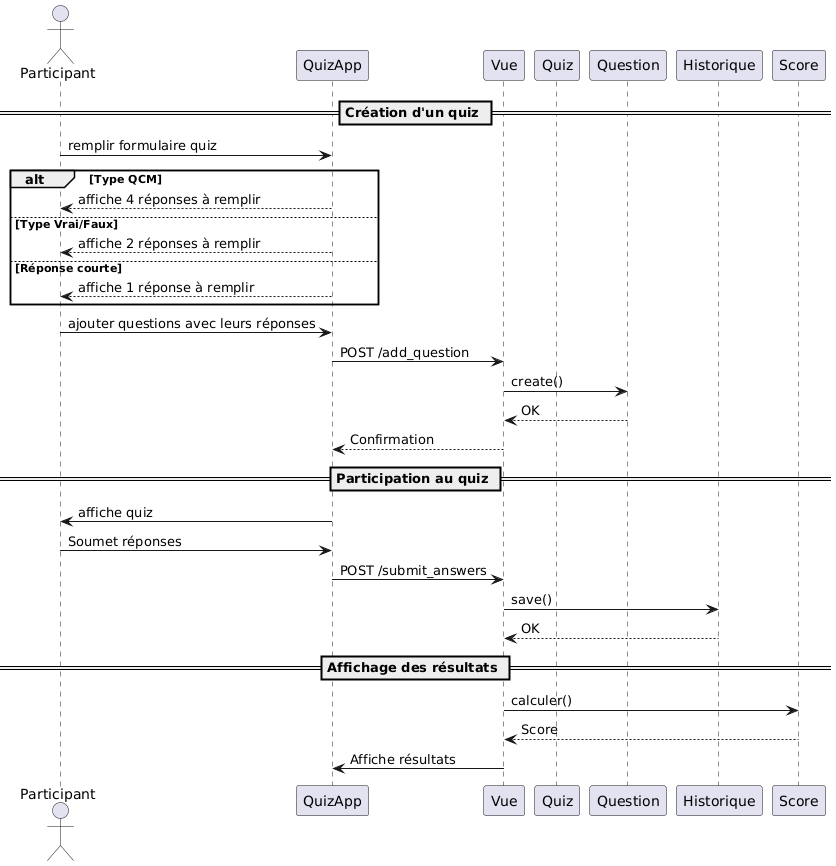 Participant
QuizApp
Vue
Quiz
Question
Historique
Score
Création d'un quiz
remplir formulaire quiz
alt
[Type QCM]
affiche 4 réponses à remplir
[Type Vrai/Faux]
affiche 2 réponses à remplir
[Réponse courte]
affiche 1 réponse à remplir
ajouter questions avec leurs réponses
POST /add_question
create()
OK
Confirmation
Participation au quiz
affiche quiz
Soumet réponses
POST /submit_answers
save()
OK
Affichage des résultats
calculer()
Score
Affiche résultats
Participant
QuizApp
Vue
Quiz
Question
Historique
Score